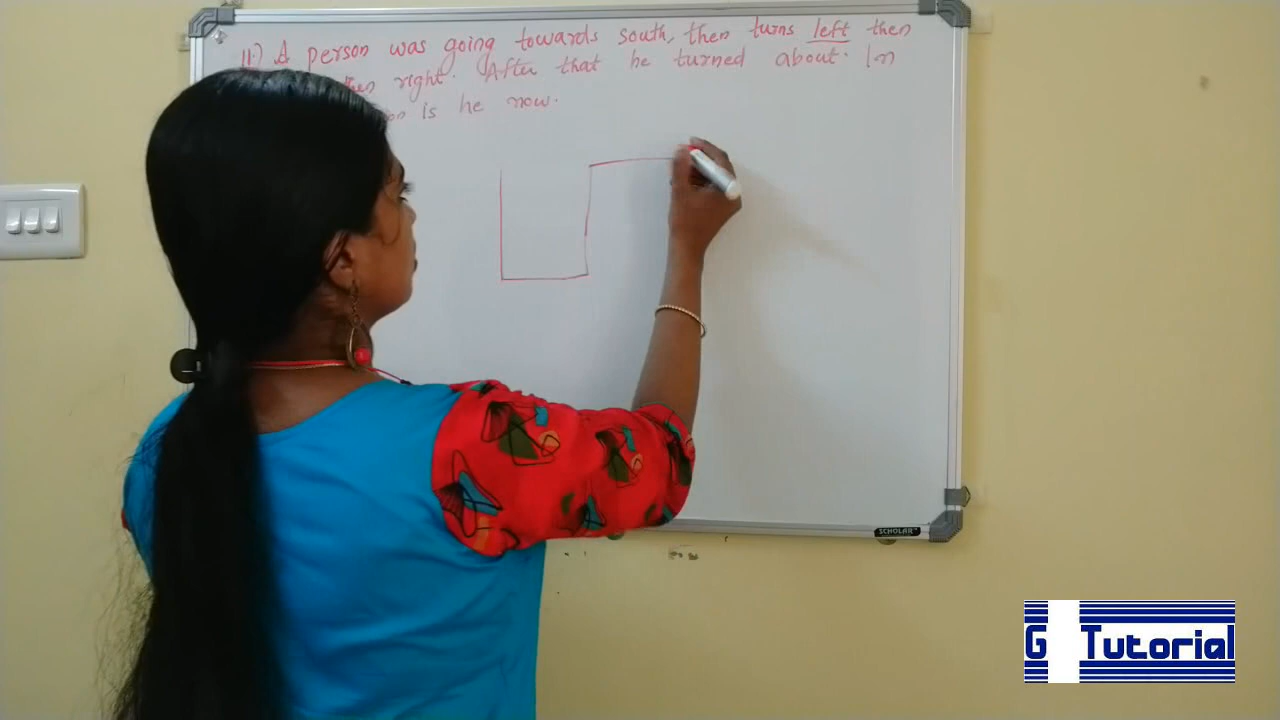 11.) A person was going towards south, then turns left then
then right. After that he turned about. In
is he now.
SCHOLAR
G Tutorial